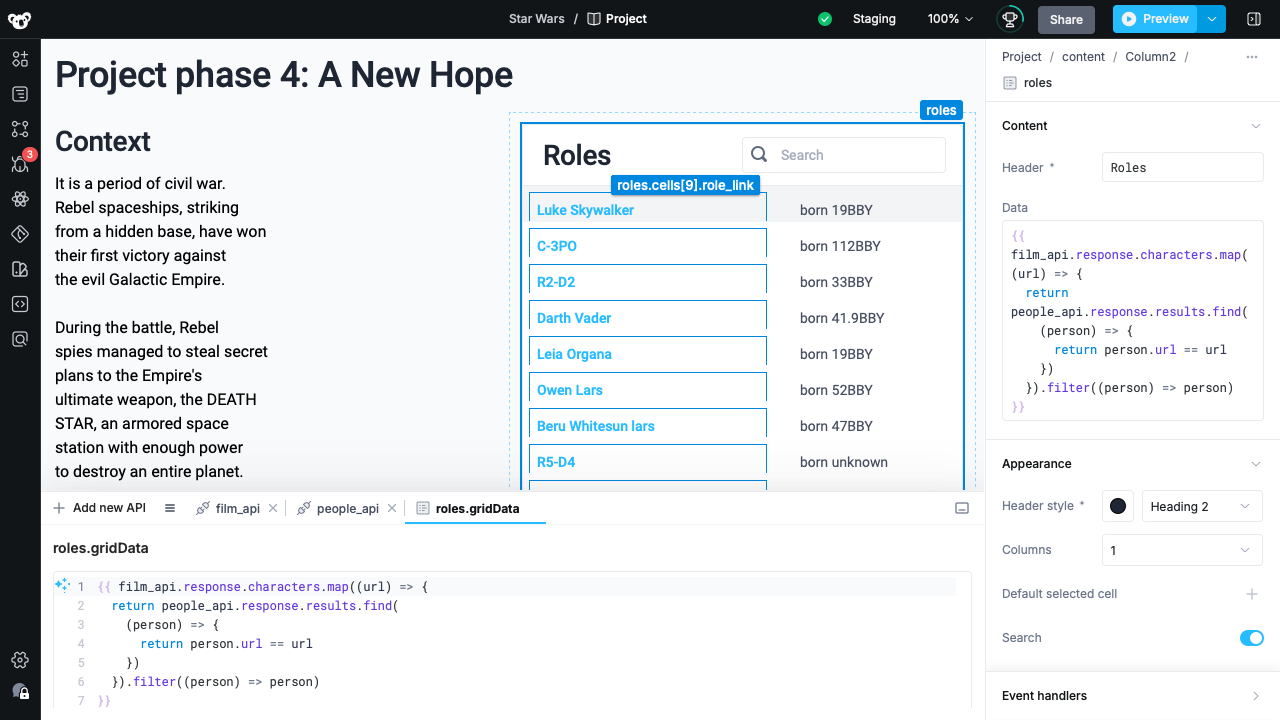 Star Wars / Project
Staging
100%
Share
Preview
3
Project phase 4: A New Hope
Context
It is a period of civil war.
Rebel spaceships, striking
from a hidden base, have won
their first victory against
the evil Galactic Empire.
During the battle, Rebel
spies managed to steal secret
plans to the Empire's
ultimate weapon, the DEATH
STAR, an armored space
station with enough power
to destroy an entire planet.
roles
Roles
Search
roles.cells[9].role_link
Luke Skywalker born 19BBY
C-3PO born 112BBY
R2-D2 born 33BBY
Darth Vader born 41.9BBY
Leia Organa born 19BBY
Owen Lars born 52BBY
Beru Whitesun lars born 47BBY
R5-D4 born unknown
Add new API
film_api
people_api
roles.gridData
roles.gridData
1 {{ film_api.response.characters.map((url) => {
2 return people_api.response.results.find(
3 (person) => {
4 return person.url == url
5 })
6 }).filter((person) => person)
7 }}
Project / content / Column2 /
roles
Content
Header *
Roles
Data
{{
film_api.response.characters.map(
(url) => {
return
people_api.response.results.find(
(person) => {
return person.url == url
})
}).filter((person) => person)
}}
Appearance
Header style *
Heading 2
Columns
1
Default selected cell
Search
Event handlers